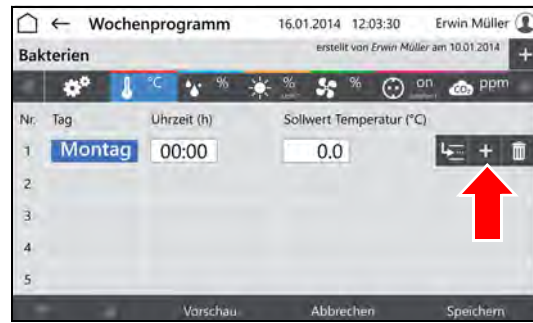 Wochenprogramm 16.01.2014 12:03:30 Erwin Müller
Bakterien erstellt von Erwin Müller am 10.01.2014 +
°C % % % on ppm
CO₂
Nr. Tag Uhrzeit (h) Sollwert Temperatur (°C)
1 Montag 00:00 0.0 +
2
3
4
5
Vorschau Abbrechen Speichern